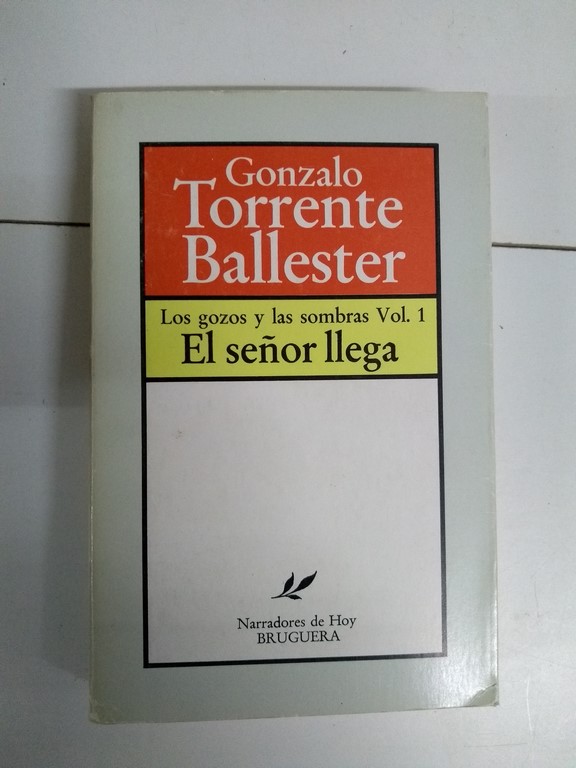 Gonzalo
Torrente
Ballester
Los gozos y las sombras Vol. 1
El señor llega
Narradores de Hoy
BRUGUERA